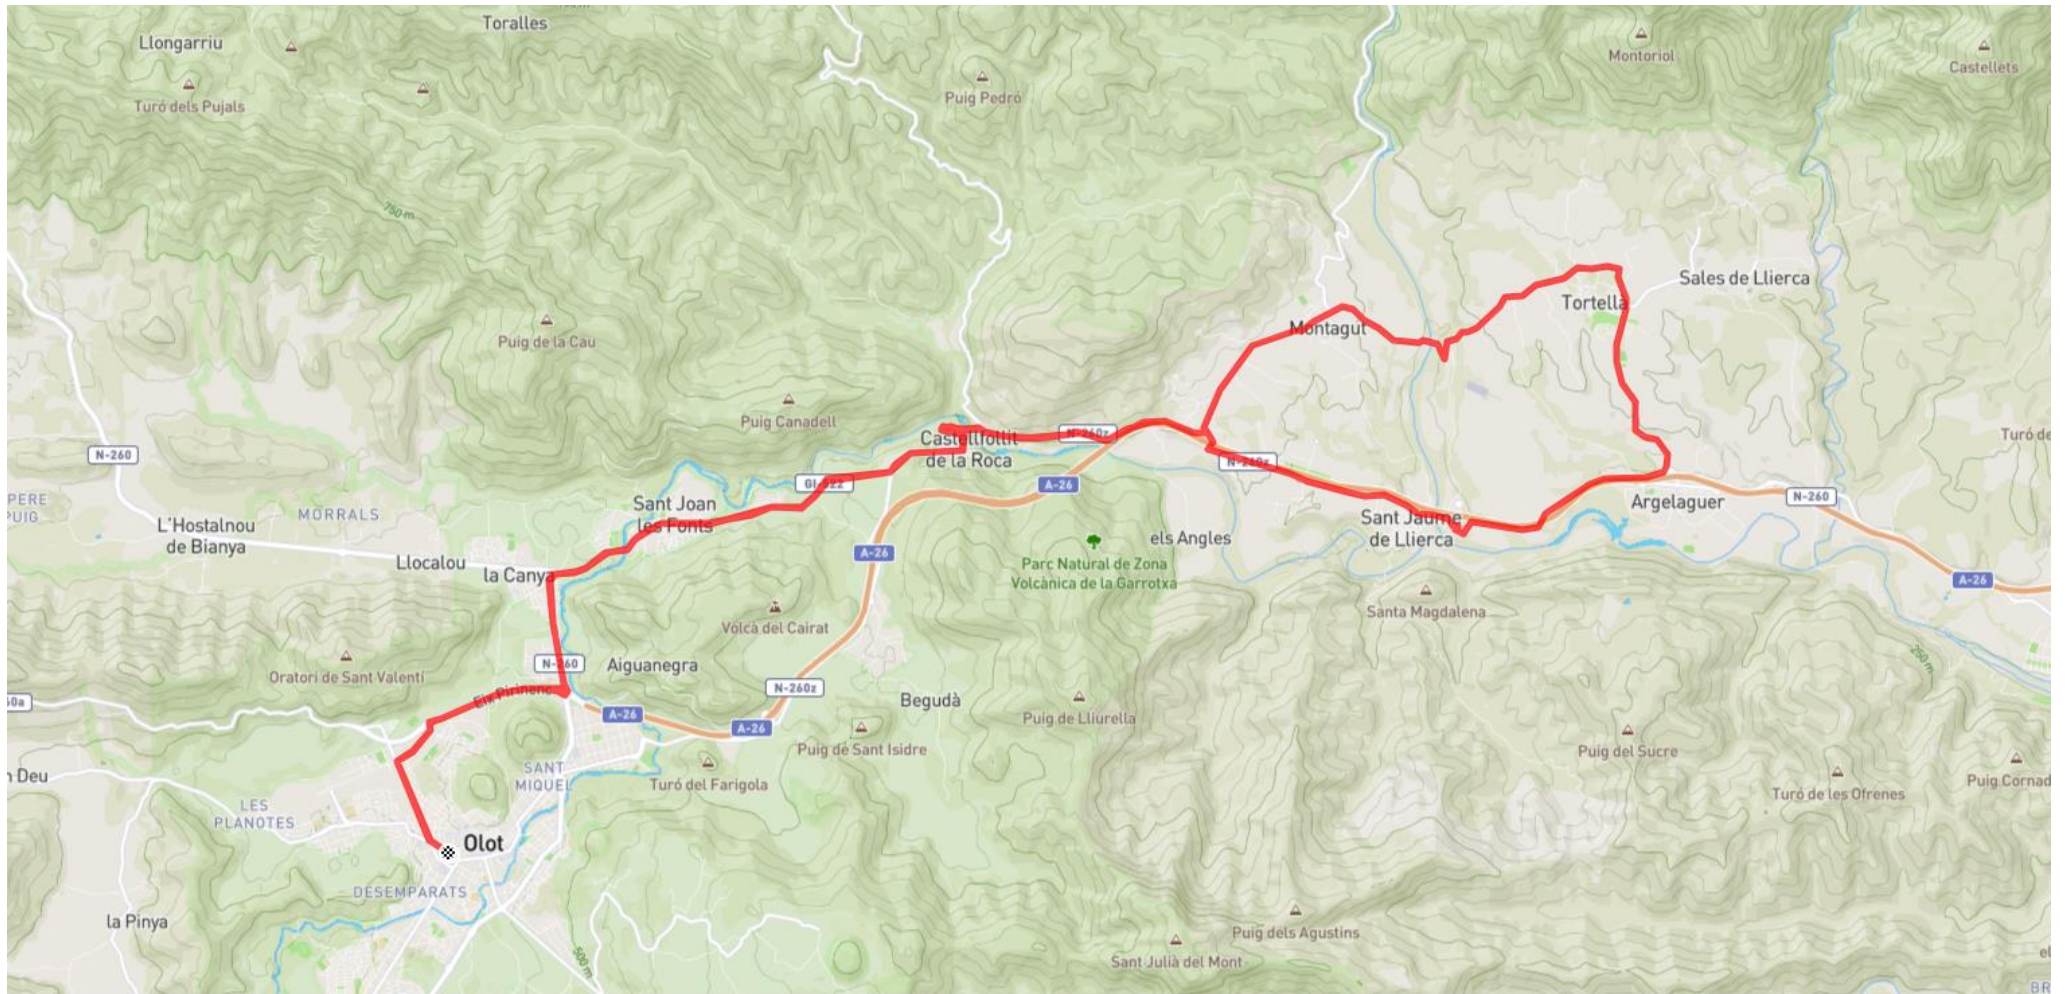 Toralles
Llongarriu
Montoriol
Castellets
Turó dels Pujals
Puig Pedró
750 m
Sales de Llierca
Tortella
Montagut
Puig de la Cau
Puig Canadell
Castellfollit
de la Roca
N-260z
N-260
N-260z
Turó de
A-26
GI-522
PERE
PUIG
MORRALS
Sant Joan
les Fonts
Argelaguer
N-260
L'Hostalnou
de Bianya
Sant Jaume
de Llierca
els Angles
A-26
Llocalou
la Canya
Parc Natural de Zona
Volcànica de la Garrotxa
A-26
Santa Magdalena
Volcà del Cairat
250 m
N-260
Aiguanegra
Oratori de Sant Valentí
Eix Pirinenc
N-260z
Begudà
60a
A-26
A-26
Puig de Lliurella
Puig de Sant Isidre
Puig del Sucre
n Deu
SANT
MIQUEL
Turó del Farigola
Turó de les Ofrenes
Puig Cornad
LES
PLANOTES
Olot
DESEMPARATS
la Pinya
Puig dels Agustins
500 m
Sant Julià del Mont
el
BR